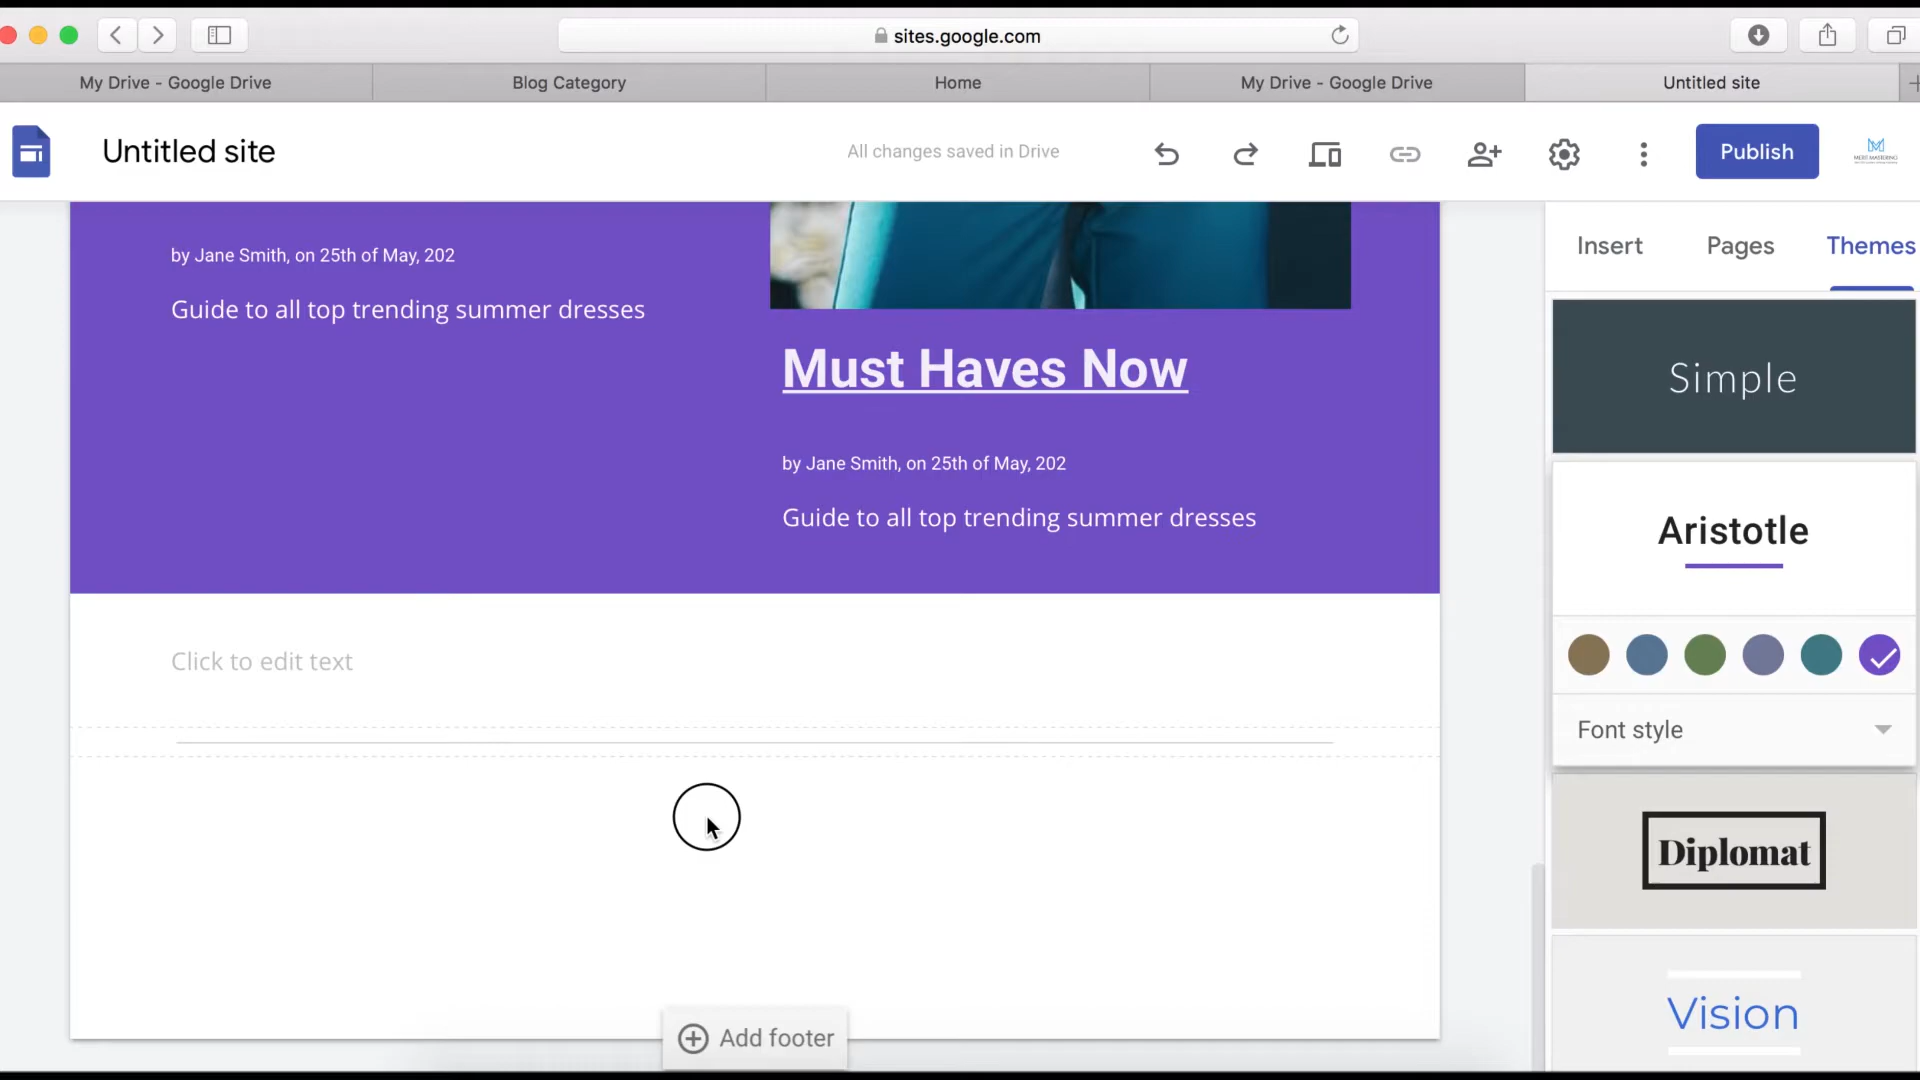 sites.google.com
My Drive - Google Drive
Blog Category
Home
My Drive - Google Drive
Untitled site
Untitled site
All changes saved in Drive
Publish
Insert
Pages
Themes
by Jane Smith, on 25th of May, 202
Guide to all top trending summer dresses
Must Haves Now
by Jane Smith, on 25th of May, 202
Guide to all top trending summer dresses
Click to edit text
Add footer
Simple
Aristotle
Font style
Diplomat
Vision